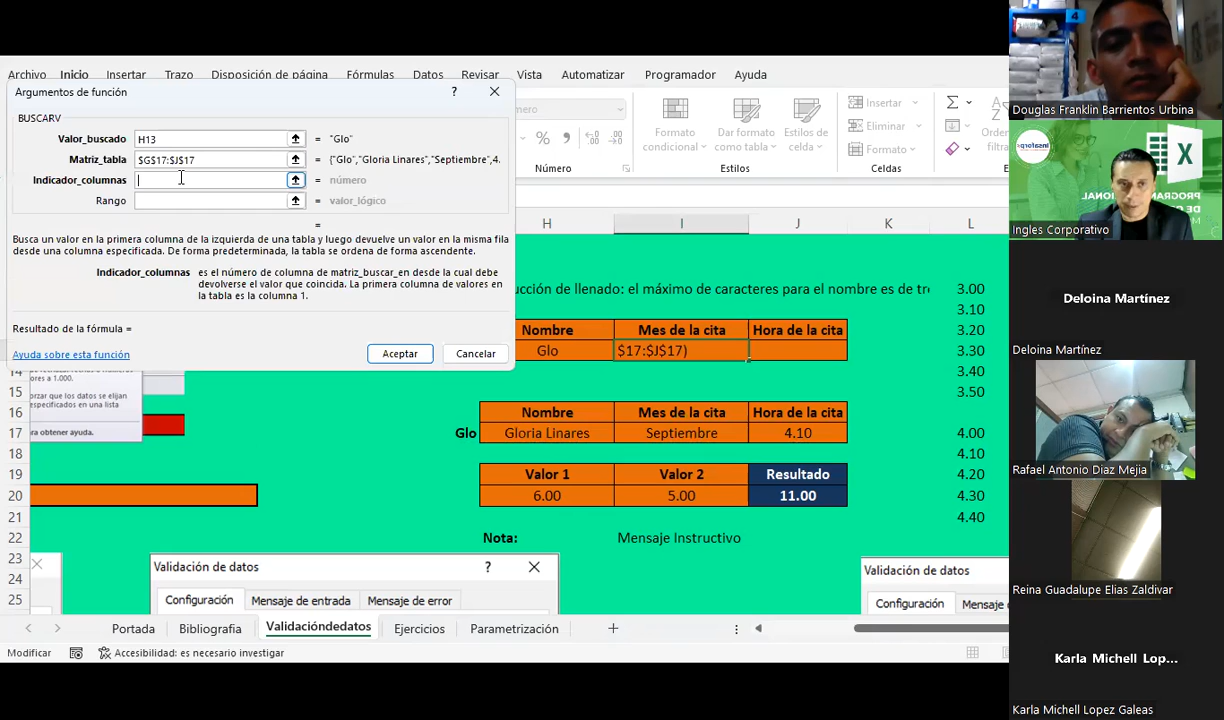 Archivo Inicio Insertar Trazo Disposición de página Fórmulas Datos Revisar Vista Automatizar Programador Ayuda
Argumentos de función ?
BUSCARV
Valor_buscado H13 = "Glo"
Matriz_tabla $G$17:$J$17 = {"Glo","Gloria Linares","Septiembre",4.
Indicador_columnas = número
Rango = valor_lógico
=
Busca un valor en la primera columna de la izquierda de una tabla y luego devuelve un valor en la misma fila
desde una columna especificada. De forma predeterminada, la tabla se ordena de forma ascendente.
Indicador_columnas es el número de columna de matriz_buscar_en desde la cual debe
devolverse el valor que coincida. La primera columna de valores en
la tabla es la columna 1.
Resultado de la fórmula =
Ayuda sobre esta función
Aceptar Cancelar
mero
% ,
Número
Formato
condicional
Dar formato
como tabla
Estilos de
celda
Estilos
Insertar
Eliminar
Formato
Celdas
Orden
filtra
H I J K L
ucción de llenado: el máximo de caracteres para el nombre es de tre 3.00
3.10
Nombre Mes de la cita Hora de la cita 3.20
Glo $17:$J$17) 3.30
14 ores a 1.000. 3.40
15 orzar que los datos se elijan 3.50
especificados en una lista
16 Nombre Mes de la cita Hora de la cita
ra obtener ayuda.
17 Glo Gloria Linares Septiembre 4.10 4.00
18 4.10
19 Valor 1 Valor 2 Resultado 4.20
20 6.00 5.00 11.00 4.30
21 4.40
22 Nota: Mensaje Instructivo
23 Validación de datos ? Validación de datos
24
25 Configuración Mensaje de entrada Mensaje de error Configuración Mensaje
Portada Bibliografia Validacióndedatos Ejercicios Parametrización
Modificar Accesibilidad: es necesario investigar
4
Douglas Franklin Barrientos Urbina
Insaforp
X
PROGRA
IONAL
DE C
Ingles Corporativo
Deloina Martínez
Deloina Martínez
Rafael Antonio Diaz Mejia
Reina Guadalupe Elias Zaldivar
Karla Michell Lop...
Karla Michell Lopez Galeas